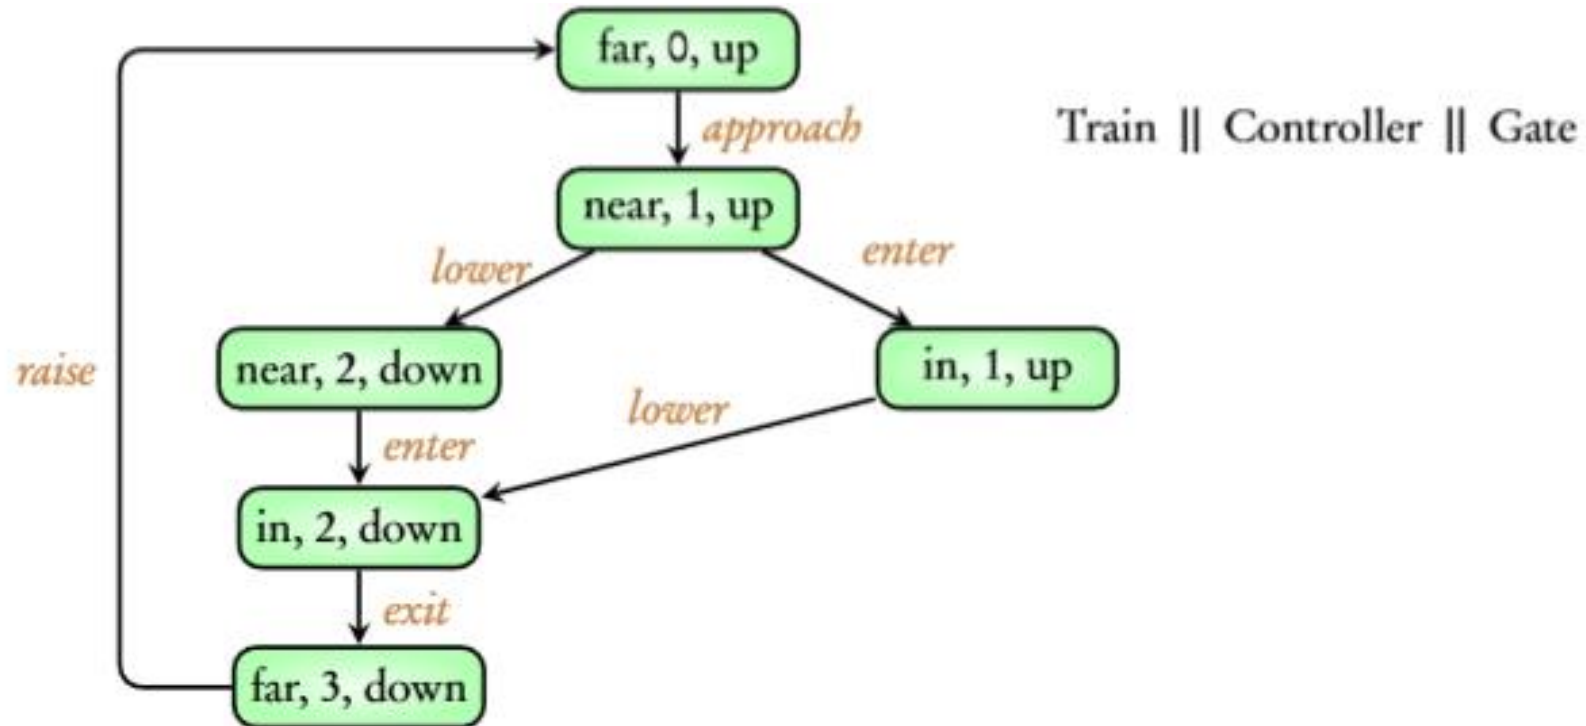 far, 0, up
approach
Train || Controller || Gate
near, 1, up
lower
enter
raise
near, 2, down
in, 1, up
lower
enter
in, 2, down
exit
far, 3, down